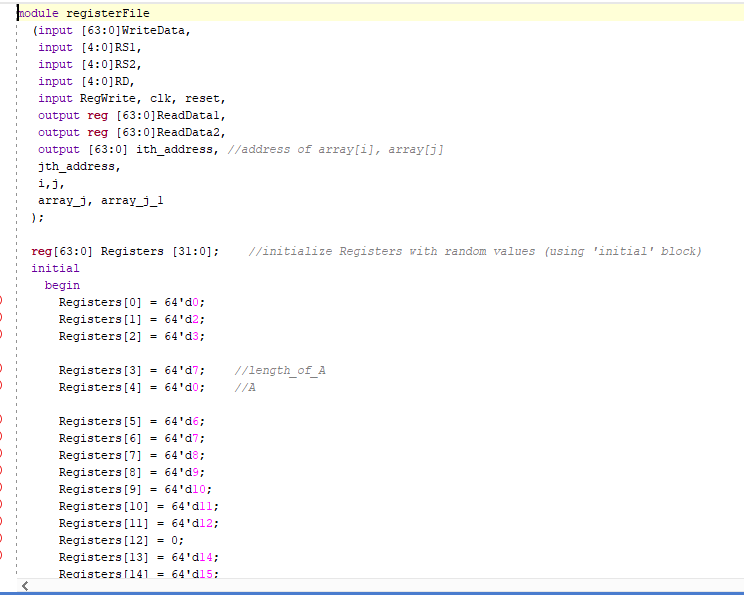 module registerFile
(input [63:0]WriteData,
input [4:0]RS1,
input [4:0]RS2,
input [4:0]RD,
input RegWrite, clk, reset,
output reg [63:0]ReadData1,
output reg [63:0]ReadData2,
output [63:0] ith_address, //address of array[i], array[j]
jth_address,
i,j,
array_j, array_j_1
);
reg[63:0] Registers [31:0]; //initialize Registers with random values (using 'initial' block)
initial
begin
Registers[0] = 64'd0;
Registers[1] = 64'd2;
Registers[2] = 64'd3;
Registers[3] = 64'd7; //length_of_A
Registers[4] = 64'd0; //A
Registers[5] = 64'd6;
Registers[6] = 64'd7;
Registers[7] = 64'd8;
Registers[8] = 64'd9;
Registers[9] = 64'd10;
Registers[10] = 64'd11;
Registers[11] = 64'd12;
Registers[12] = 0;
Registers[13] = 64'd14;
Registers[14] = 64'd15;